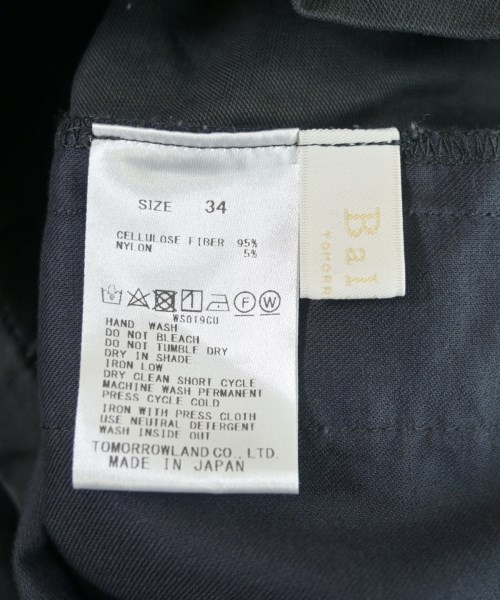 SIZE 34
CELLULOSE FIBER 95%
NYLON 5%
F W
WS019CU
HAND WASH
DO NOT BLEACH
DO NOT TUMBLE DRY
DRY IN SHADE
IRON LOW
DRY CLEAN SHORT CYCLE
MACHINE WASH PERMANENT
PRESS CYCLE COLD
IRON WITH PRESS CLOTH
USE NEUTRAL DETERGENT
WASH INSIDE OUT
TOMORROWLAND CO., LTD.
MADE IN JAPAN
Bal
TOMORR